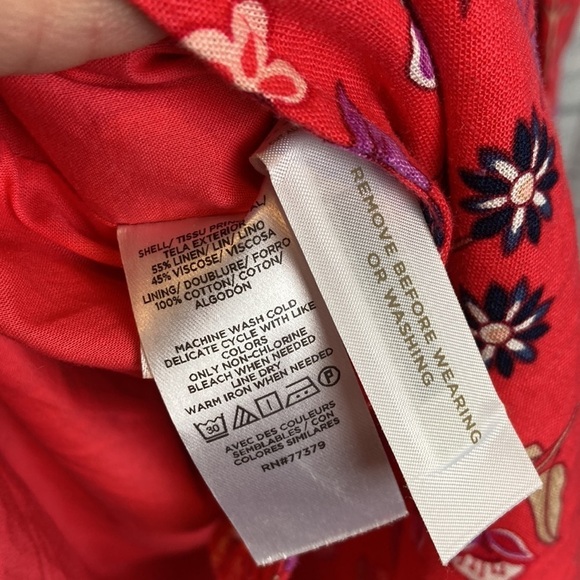 SHELL/ TISSU
TELA EXTERIOR
55% LINEN/ LIN/ LINO
45% VISCOSE/ VISCOSA
LINING/ DOUBLURE/ FORRO
100% COTTON/ COTON/
ALGODÓN
MACHINE WASH COLD
DELICATE CYCLE WITH LIKE
COLORS
ONLY NON-CHLORINE
BLEACH WHEN NEEDED
LINE DRY
WARM IRON WHEN NEEDED
30 P
AVEC DES COULEURS
SEMBLABLES/ CON
COLORES SIMILARES
RN#77379
REMOVE BEFORE WEARING
OR WASHING